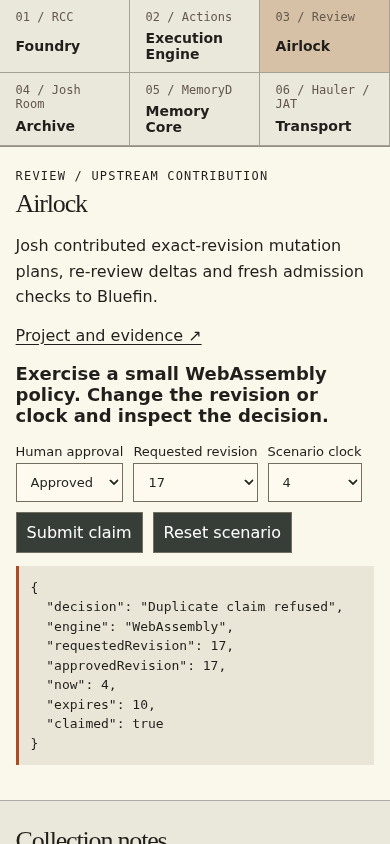 01 / RCC
Foundry
02 / Actions
Execution
Engine
03 / Review
Airlock
04 / Josh
Room
Archive
05 / MemoryD
Memory
Core
06 / Hauler /
JAT
Transport
REVIEW / UPSTREAM CONTRIBUTION
Airlock
Josh contributed exact-revision mutation
plans, re-review deltas and fresh admission
checks to Bluefin.
Project and evidence ↗
Exercise a small WebAssembly
policy. Change the revision or
clock and inspect the decision.
Human approval
Requested revision
Scenario clock
Approved
17
4
Submit claim
Reset scenario
{
  "decision": "Duplicate claim refused",
  "engine": "WebAssembly",
  "requestedRevision": 17,
  "approvedRevision": 17,
  "now": 4,
  "expires": 10,
  "claimed": true
}
Collection notes